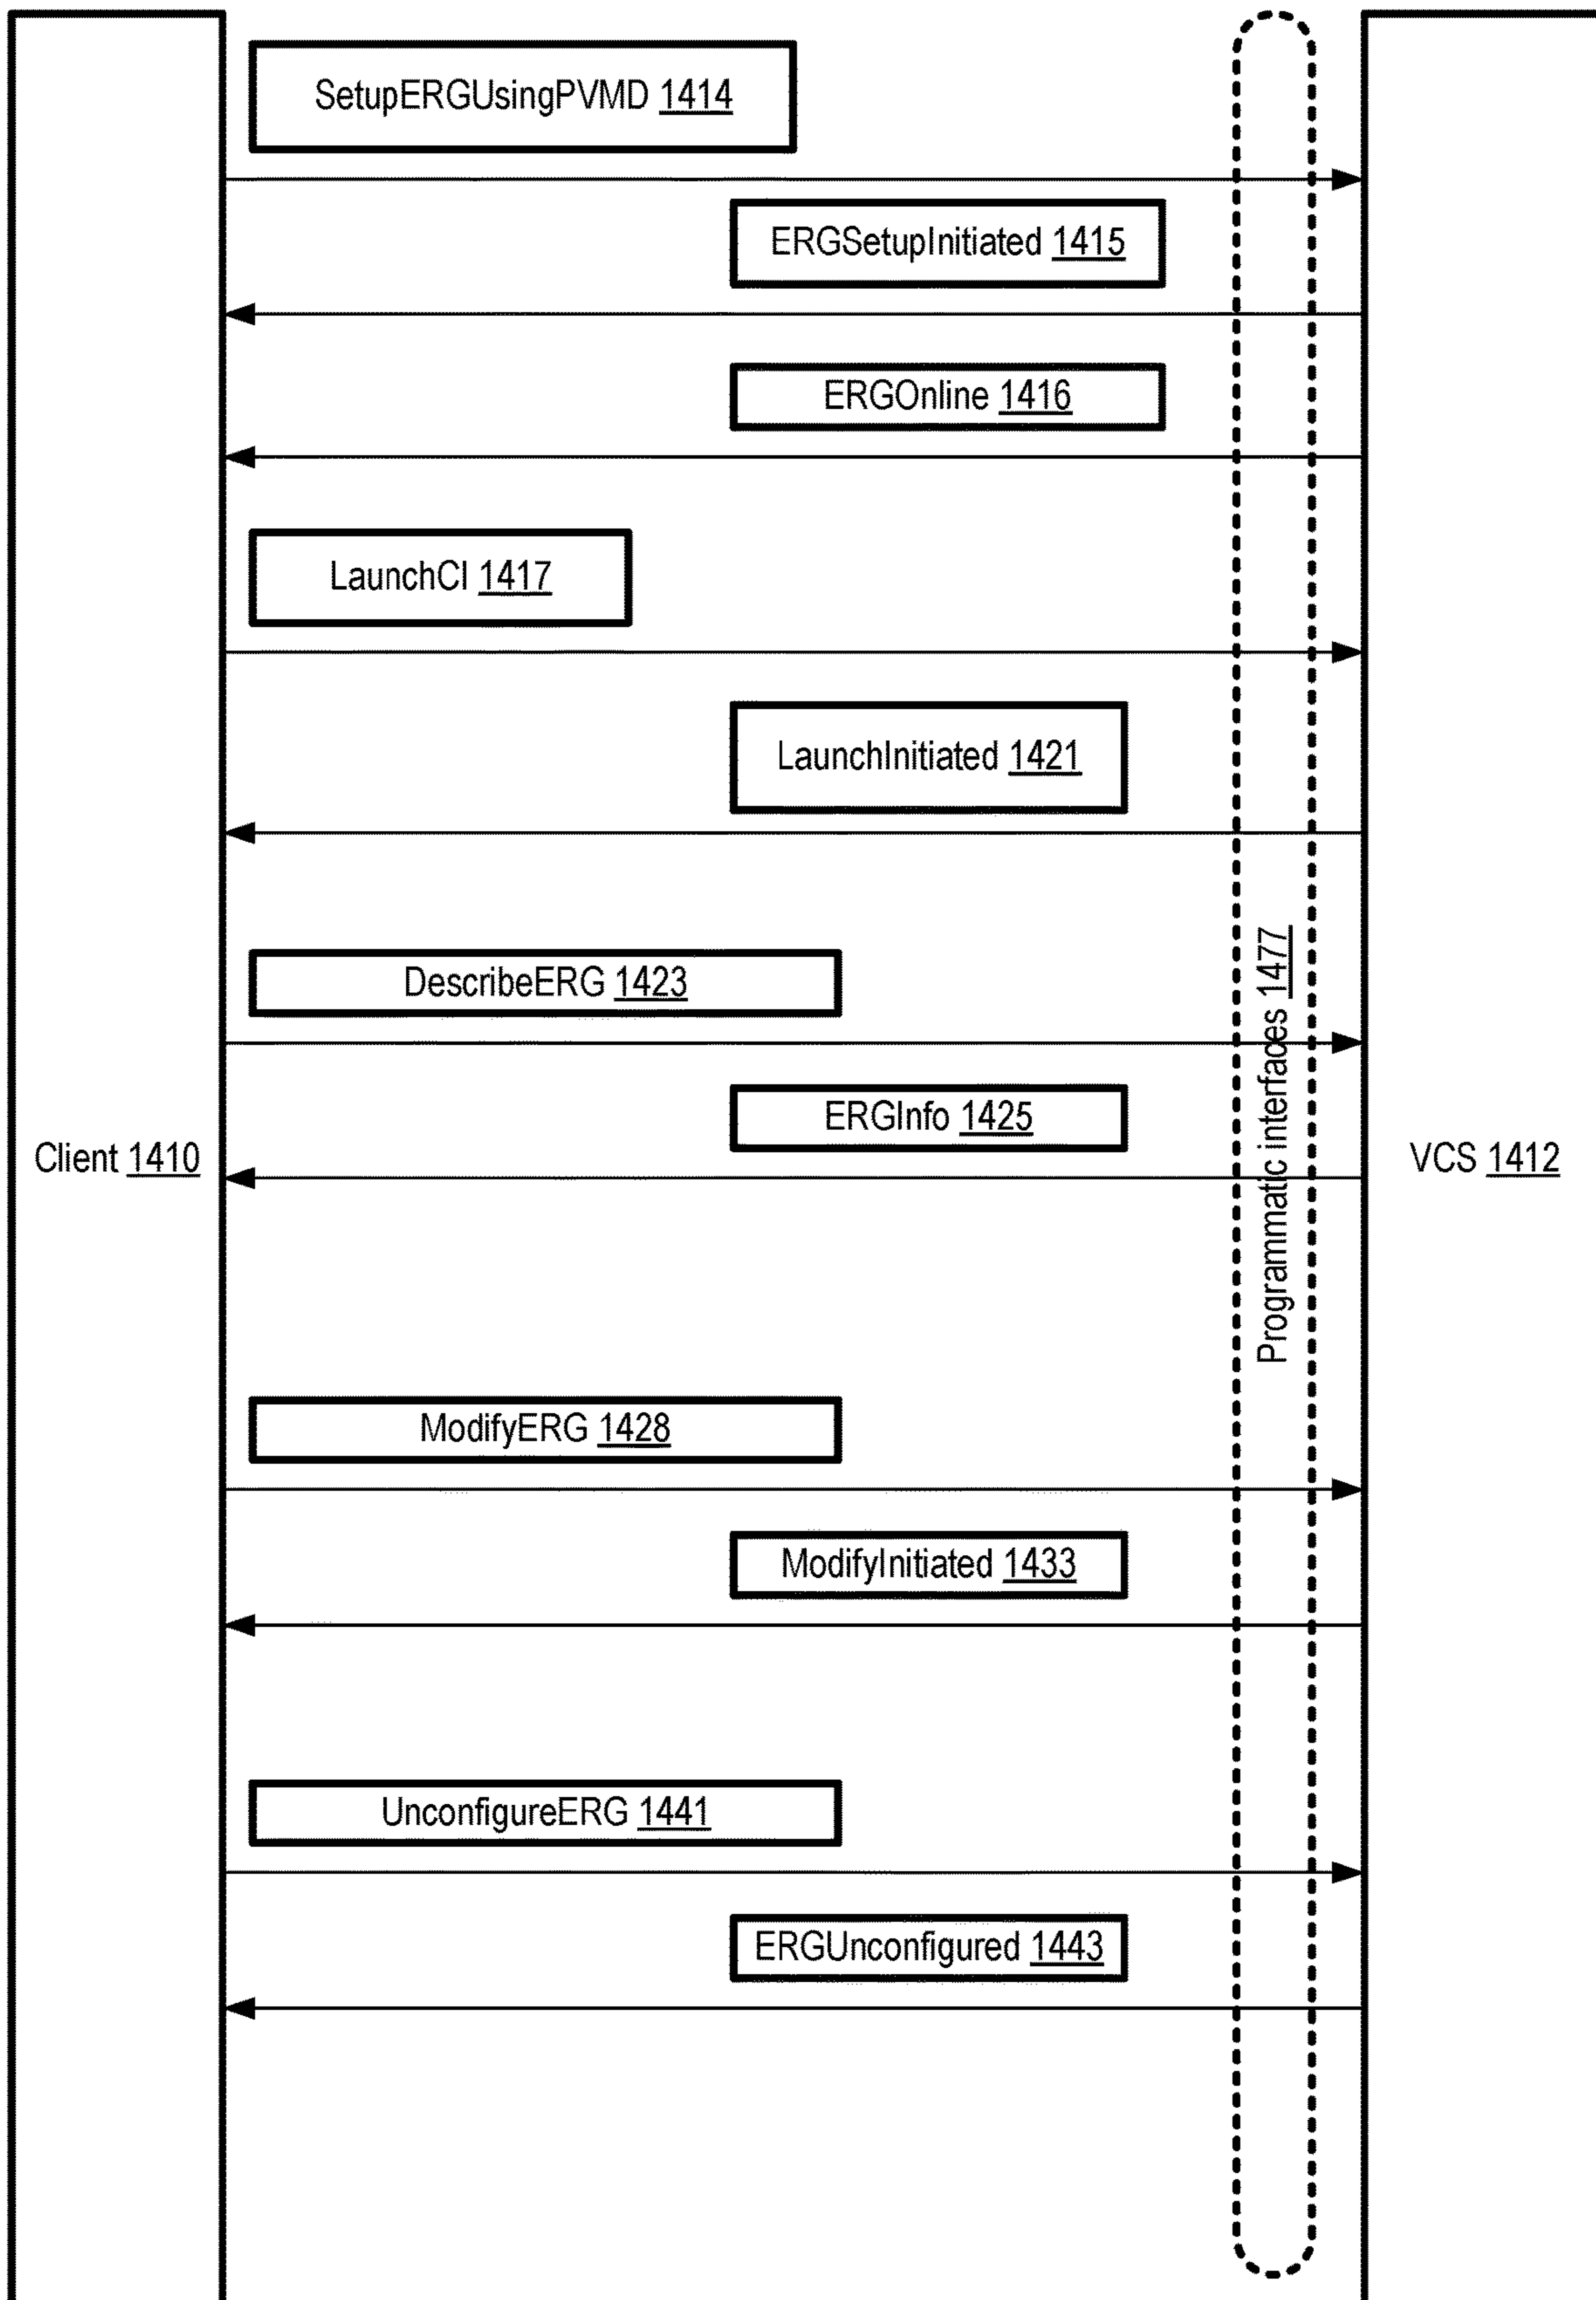 SetupERGUsingPVMD 1414
ERGSetupInitiated 1415
ERGOnline 1416
LaunchCI 1417
LaunchInitiated 1421
DescribeERG 1423
ERGInfo 1425
Client 1410
Programmatic interfaces 1477
VCS 1412
ModifyERG 1428
ModifyInitiated 1433
UnconfigureERG 1441
ERGUnconfigured 1443